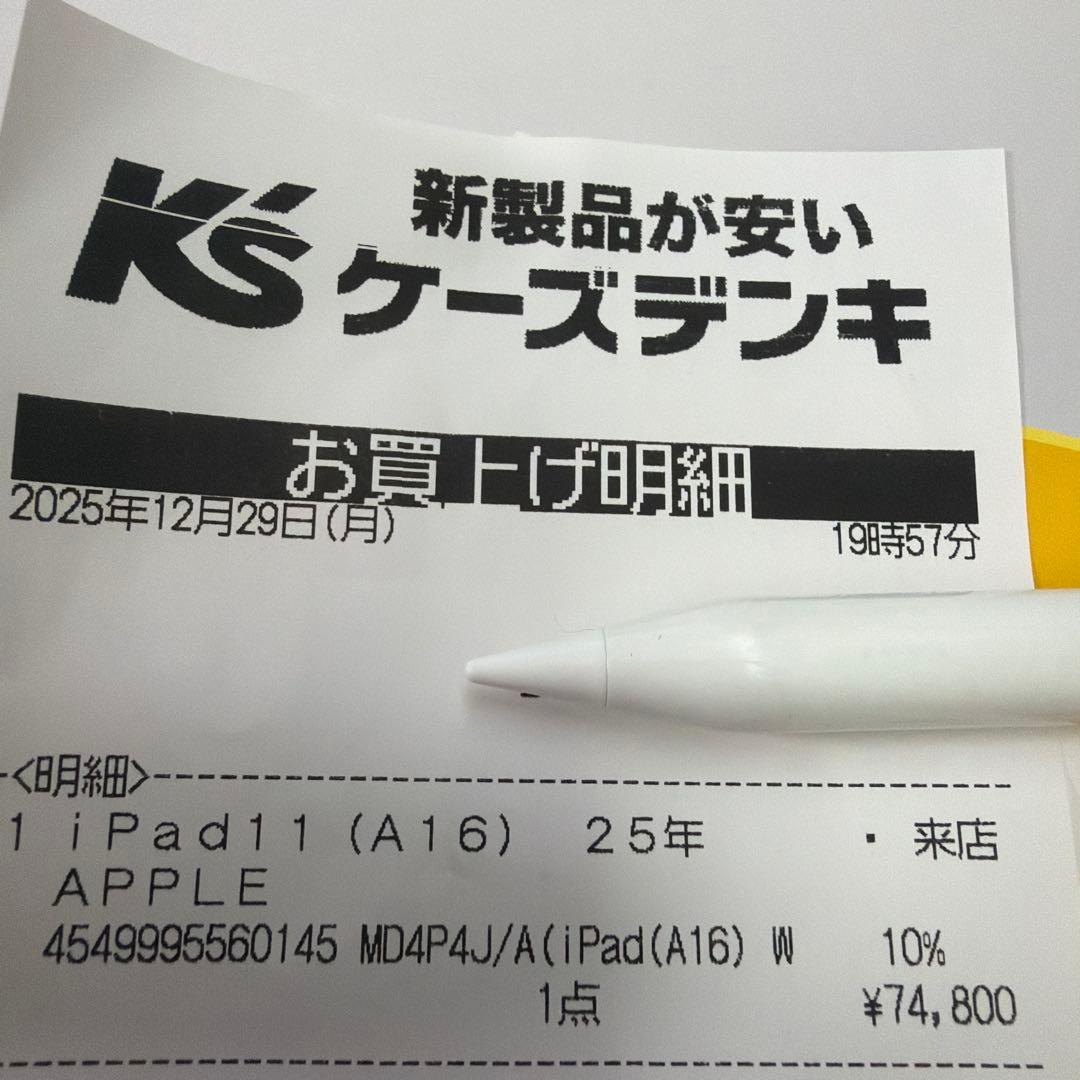 K's
新製品が安い
ケーズデンキ
お買上げ明細
2025年12月29日(月) 19時57分
<明細>
1 iPad11(A16) 25年 ・ 来店
APPLE
4549995560145 MD4P4J/A(iPad(A16) W 10%
1点 ¥74,800